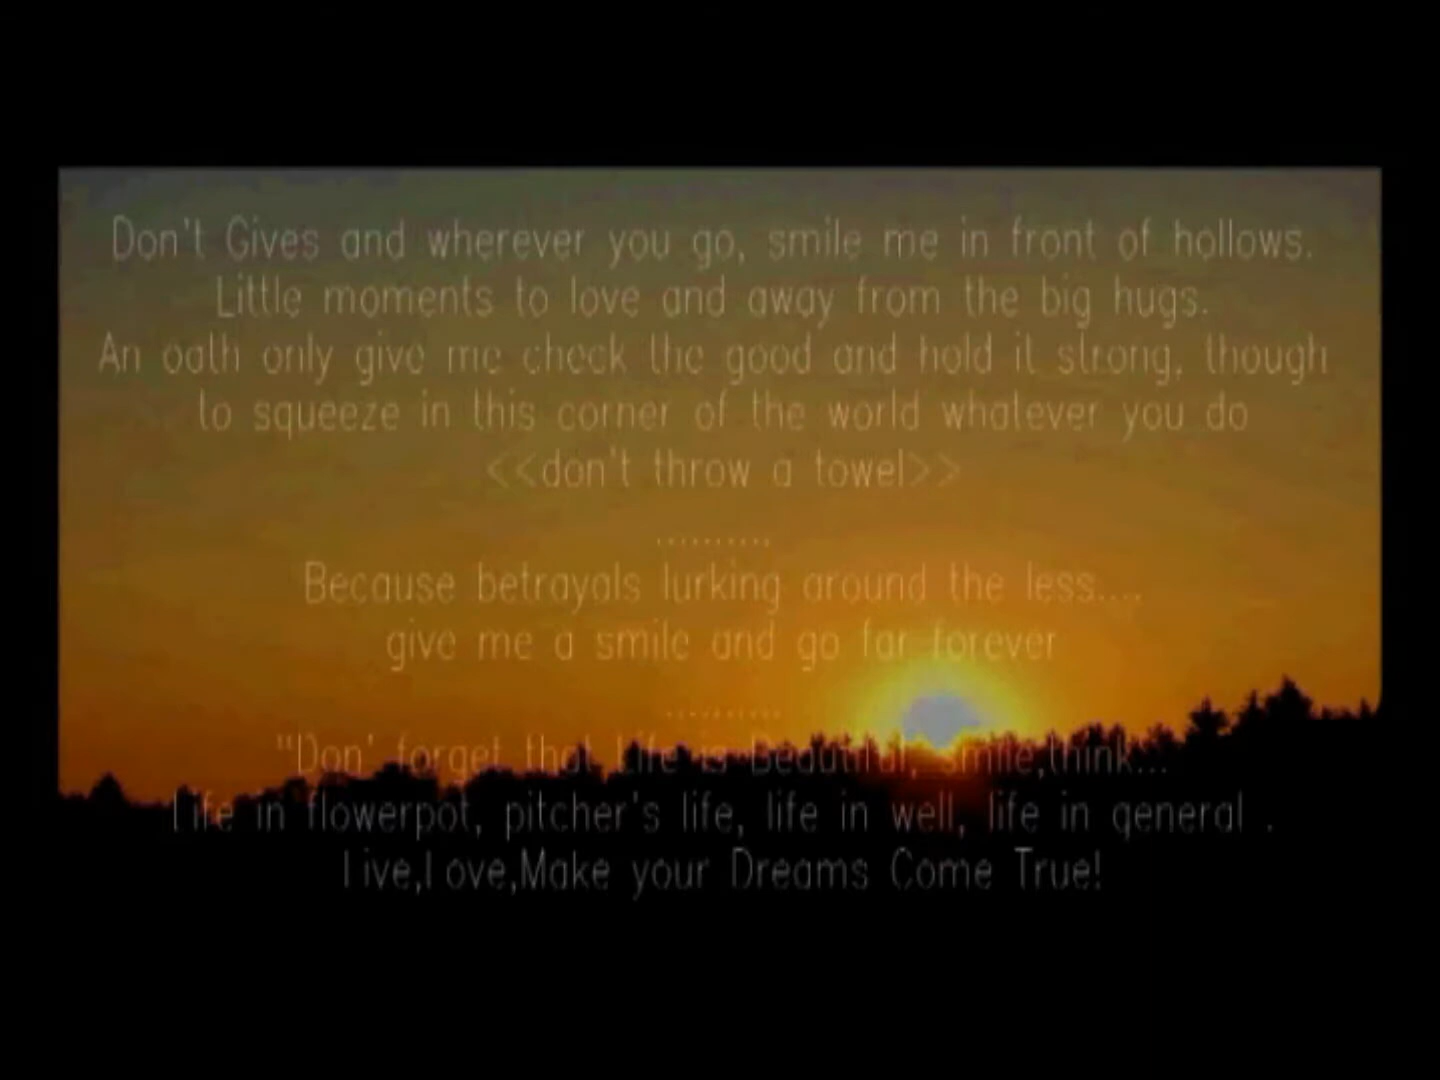 Don't Gives and wherever you go, smile me in front of hollows.
Little moments to love and away from the big hugs.
An oath only give me check the good and hold it strong, though
to squeeze in this corner of the world whatever you do
<<don't throw a towel>>
..........
Because betrayals lurking around the less....
give me a smile and go far forever
..........
"Don' forget that Life is Beautiful, smile,think...
Life in flowerpot, pitcher's life, life in well, life in general .
Live,Love,Make your Dreams Come True!